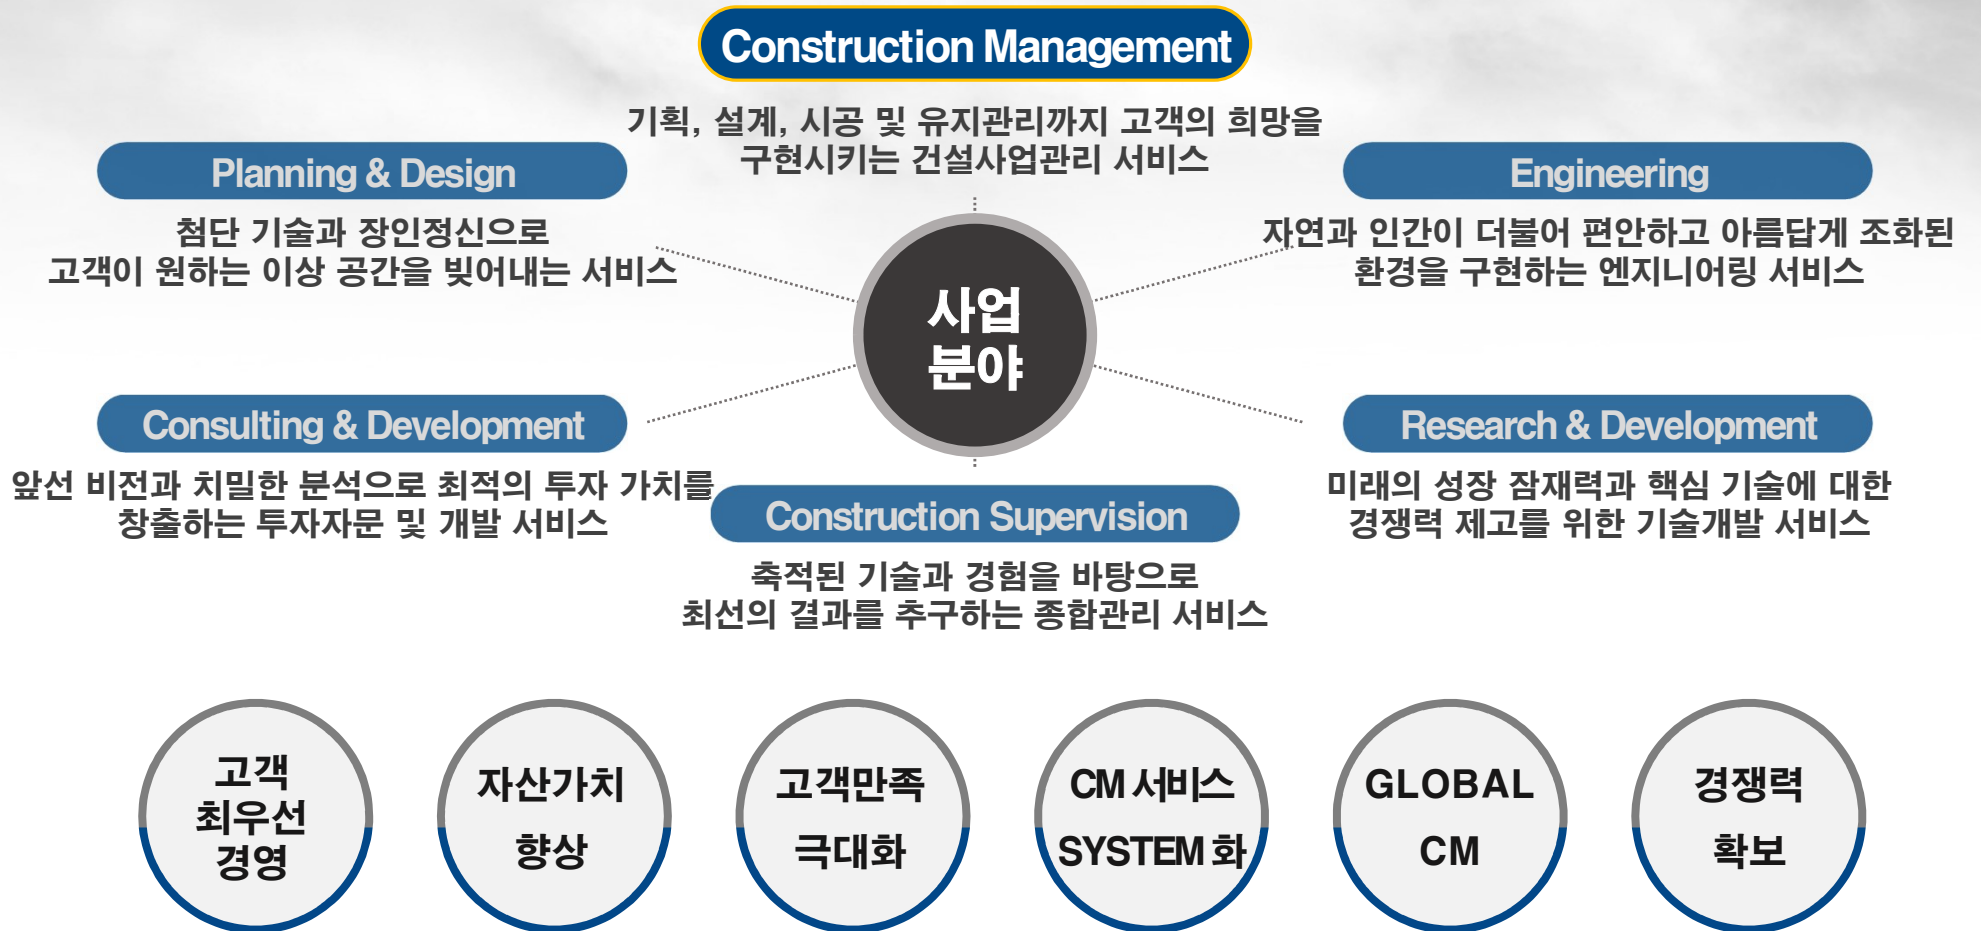 Construction Management
기획, 설계, 시공 및 유지관리까지 고객의 희망을
구현시키는 건설사업관리 서비스
Planning & Design
첨단 기술과 장인정신으로
고객이 원하는 이상 공간을 빚어내는 서비스
Engineering
자연과 인간이 더불어 편안하고 아름답게 조화된
환경을 구현하는 엔지니어링 서비스
사업
분야
Consulting & Development
앞선 비전과 치밀한 분석으로 최적의 투자 가치를
창출하는 투자자문 및 개발 서비스
Research & Development
미래의 성장 잠재력과 핵심 기술에 대한
경쟁력 제고를 위한 기술개발 서비스
Construction Supervision
축적된 기술과 경험을 바탕으로
최선의 결과를 추구하는 종합관리 서비스
고객
최우선
경영
자산가치
향상
고객만족
극대화
CM 서비스
SYSTEM 화
GLOBAL
CM
경쟁력
확보